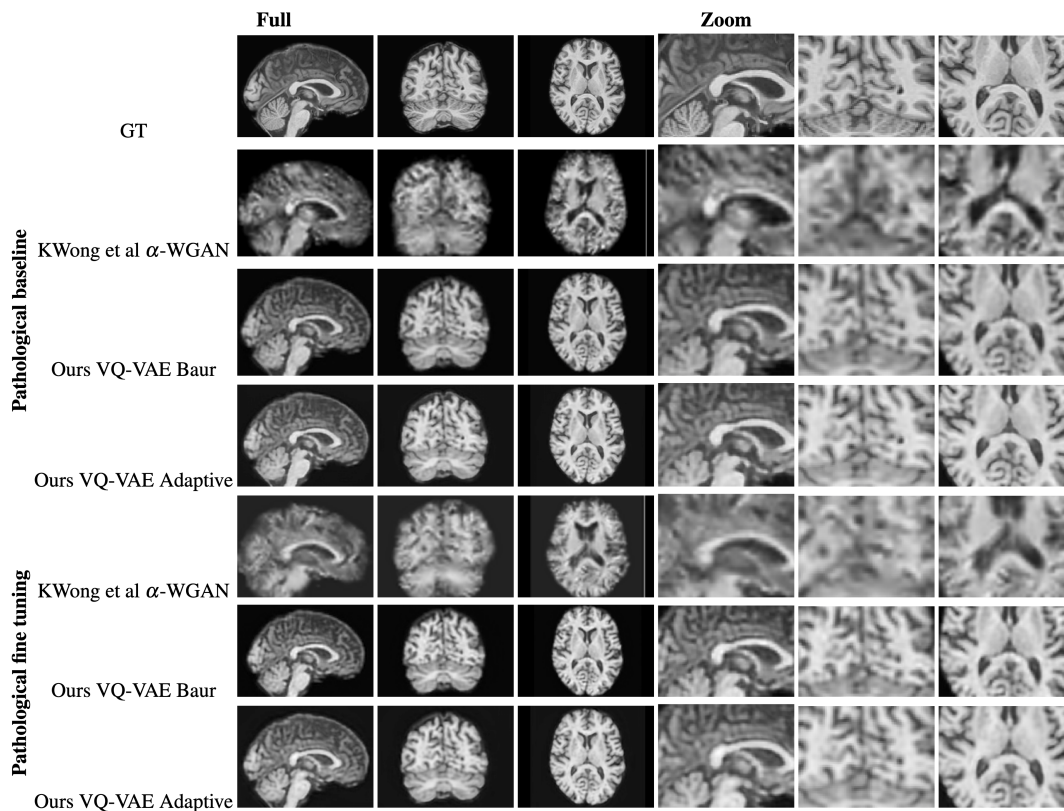 Full Zoom
GT
Pathological baseline
KWong et al α-WGAN
Ours VQ-VAE Baur
Ours VQ-VAE Adaptive
Pathological fine tuning
KWong et al α-WGAN
Ours VQ-VAE Baur
Ours VQ-VAE Adaptive